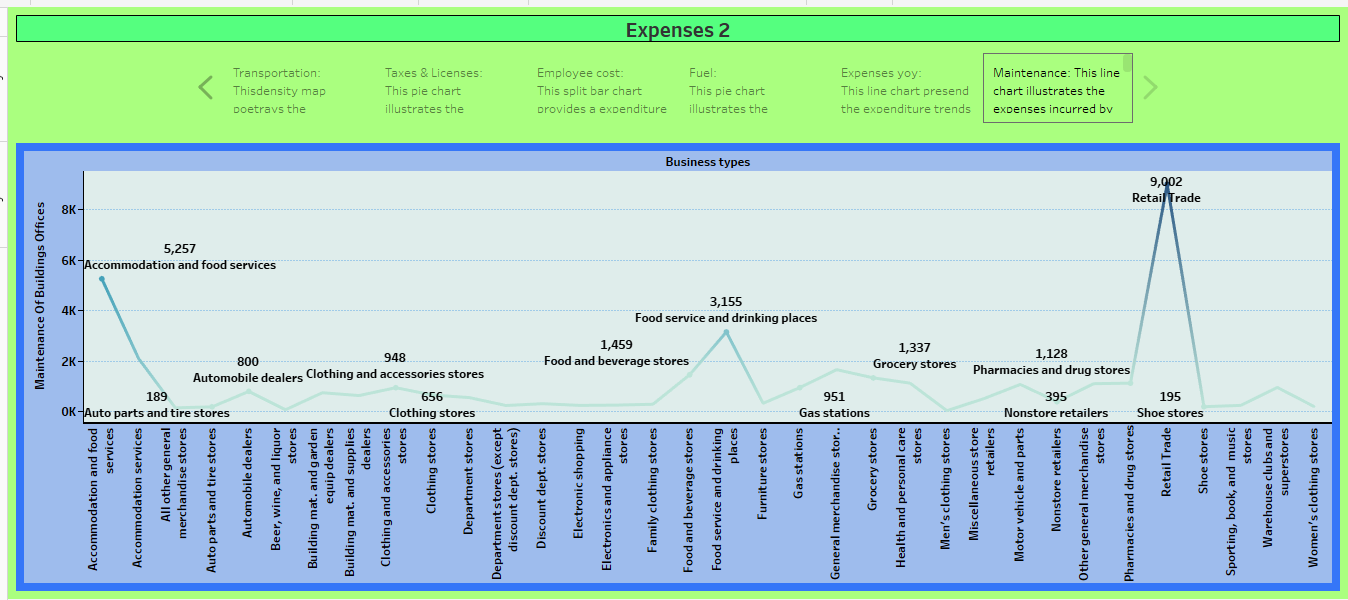 Expenses 2
Transportation:
Thisdensity map
poetrays the
Taxes & Licenses:
This pie chart
illustrates the
Employee cost:
This split bar chart
provides a expenditure
Fuel:
This pie chart
illustrates the
Expenses yoy:
This line chart presend
the expenditure trends
Maintenance: This line
chart illustrates the
expenses incurred by
Business types
Maintenance Of Buildings Offices
8K
6K
4K
2K
0K
5,257
Accommodation and food services
189
Auto parts and tire stores
800
Automobile dealers
948
Clothing and accessories stores
656
Clothing stores
1,459
Food and beverage stores
3,155
Food service and drinking places
951
Gas stations
1,337
Grocery stores
1,128
Pharmacies and drug stores
395
Nonstore retailers
9,002
Retail Trade
195
Shoe stores
Accommodation and food
services
Accommodation services
All other general
merchandise stores
Auto parts and tire stores
Automobile dealers
Beer, wine, and liquor
stores
Building mat. and garden
equip dealers
Building mat. and supplies
dealers
Clothing and accessories
stores
Clothing stores
Department stores
Department stores (except
discount dept. stores)
Discount dept. stores
Electronic shopping
Electronics and appliance
stores
Family clothing stores
Food and beverage stores
Food service and drinking
places
Furniture stores
Gas stations
General merchandise stor..
Grocery stores
Health and personal care
stores
Men's clothing stores
Miscellaneous store
retailers
Motor vehicle and parts
Nonstore retailers
Other general merchandise
stores
Pharmacies and drug stores
Retail Trade
Shoe stores
Sporting, book, and music
stores
Warehouse clubs and
superstores
Women's clothing stores